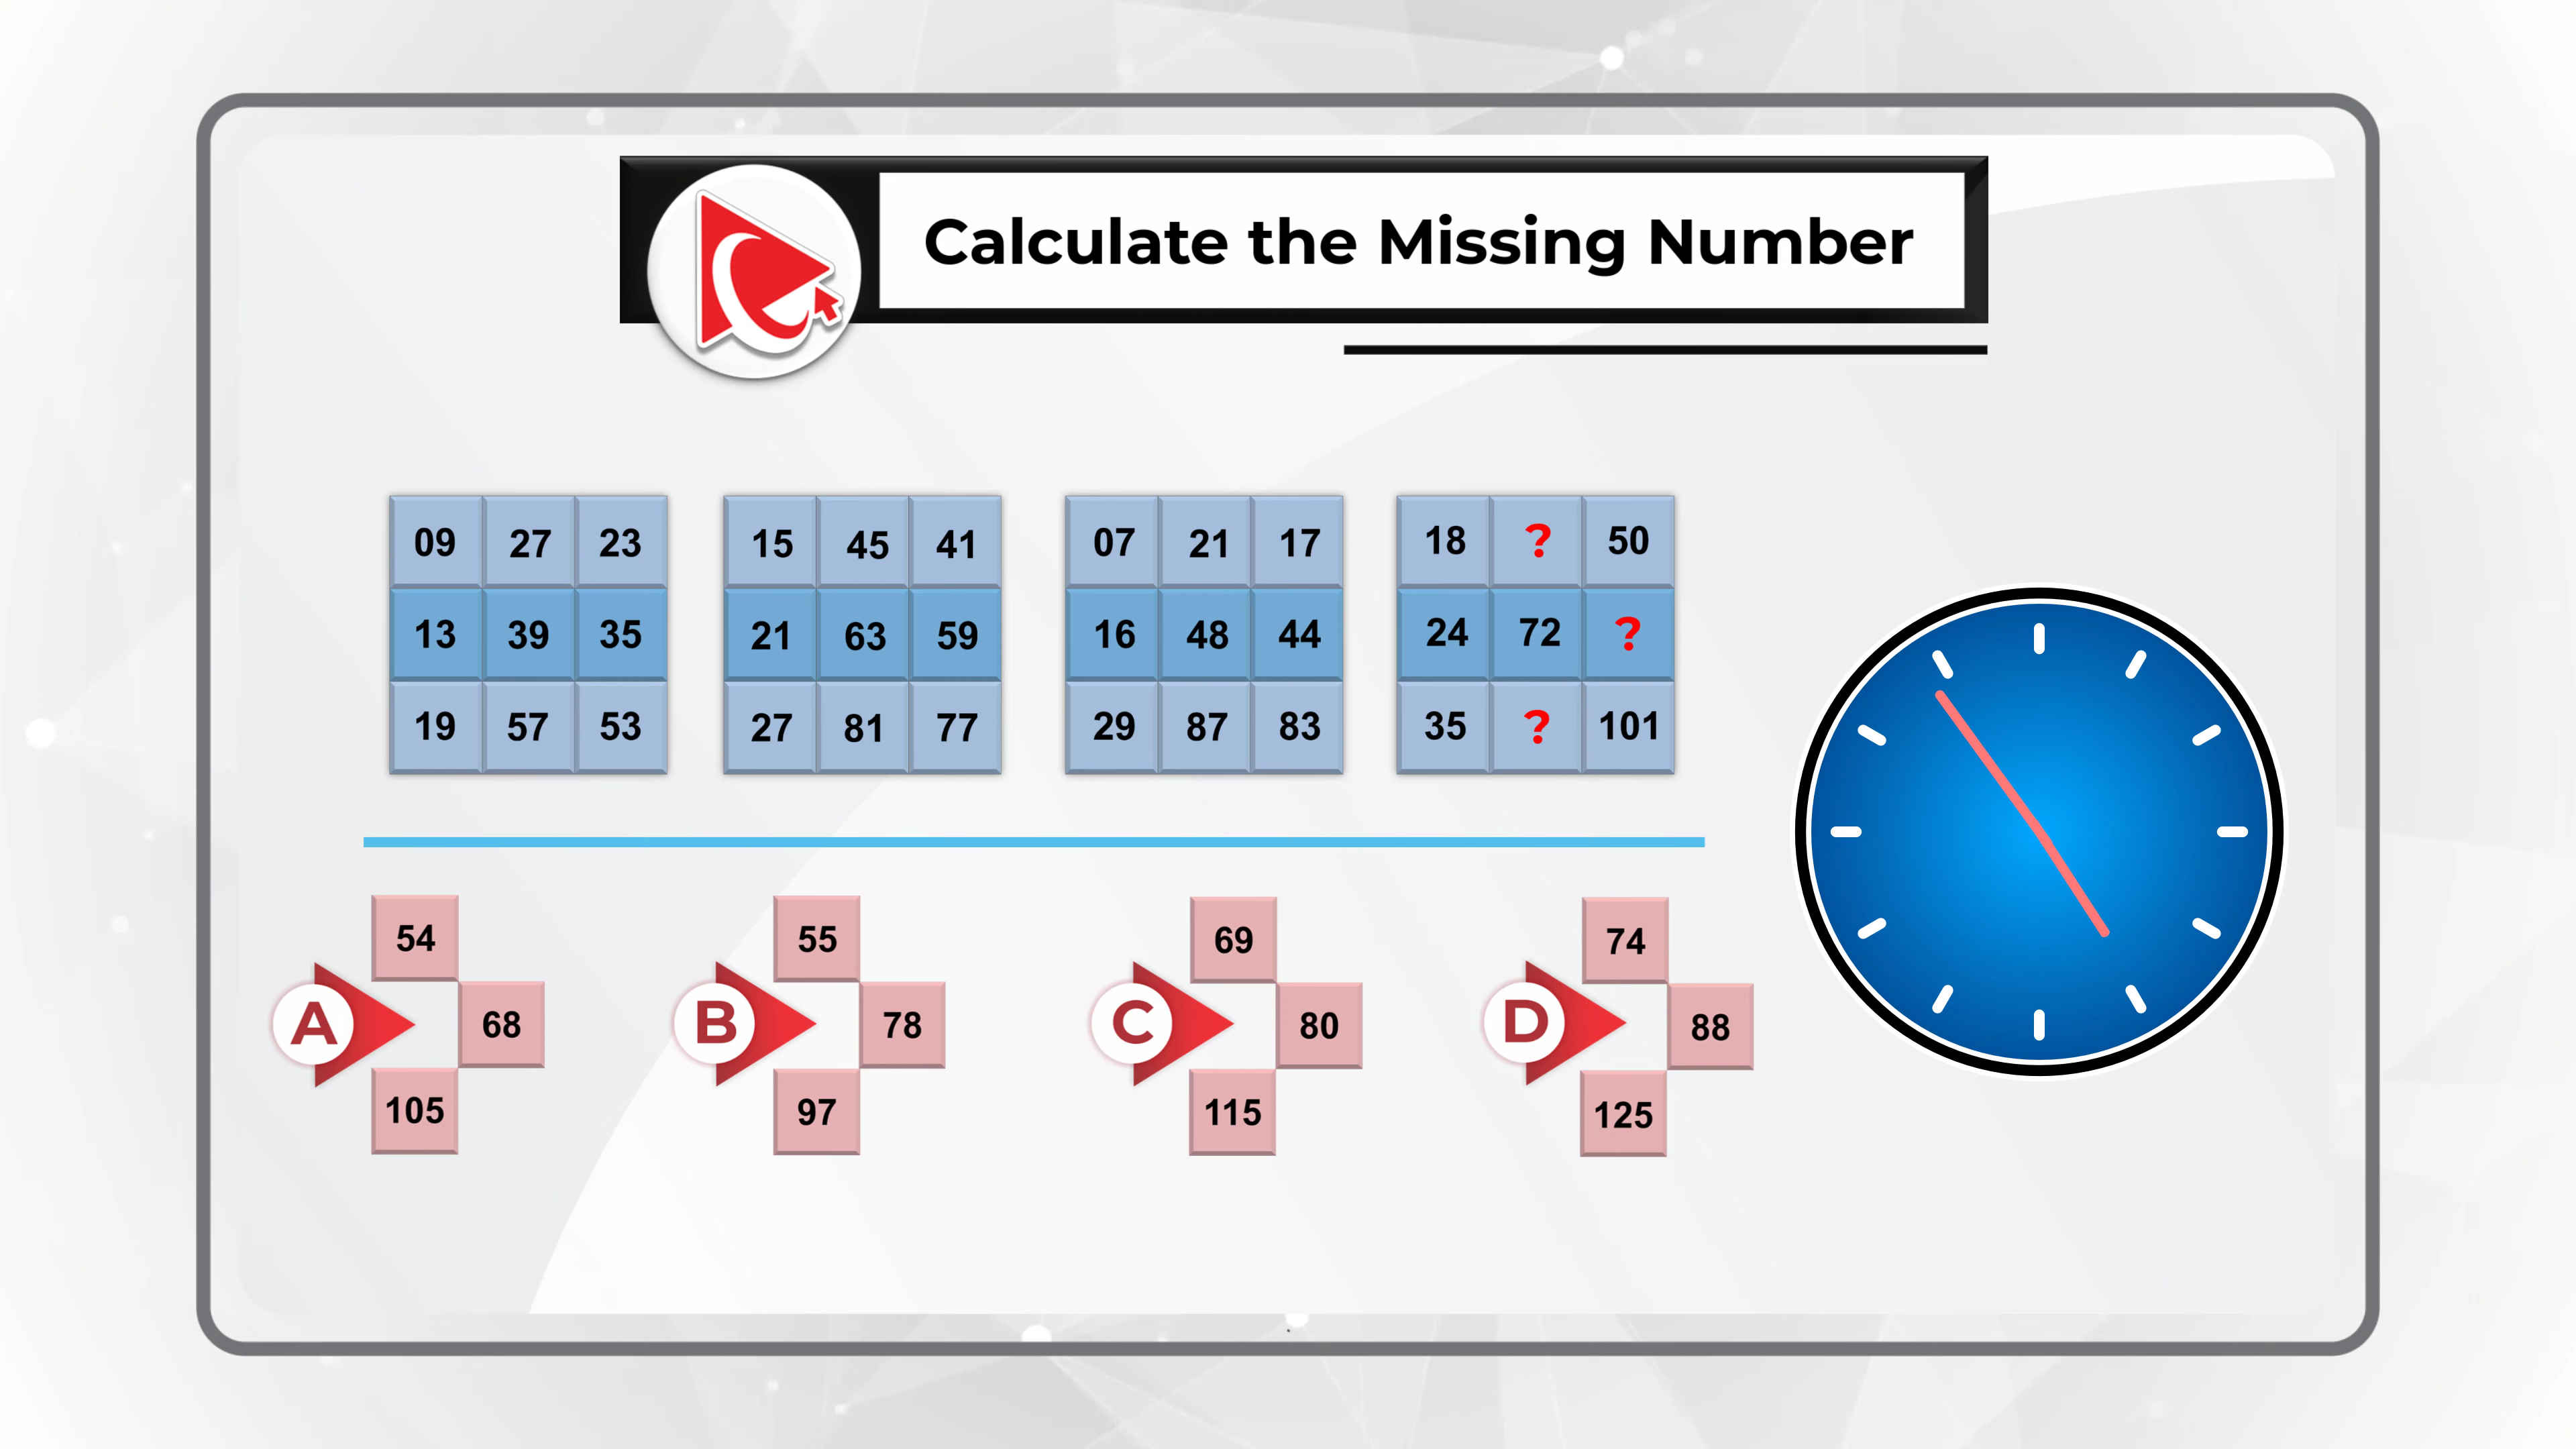 Calculate the Missing Number
09 27 23
13 39 35
19 57 53
15 45 41
21 63 59
27 81 77
07 21 17
16 48 44
29 87 83
18 ? 50
24 72 ?
35 ? 101
A
54
68
105
B
55
78
97
C
69
80
115
D
74
88
125